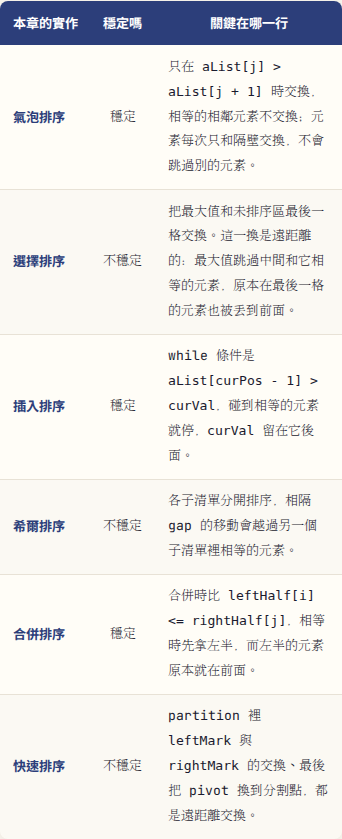 本章的實作 穩定嗎 關鍵在哪一行
氣泡排序 穩定
只在 aList[j] >
aList[j + 1] 時交換，
相等的相鄰元素不交換；元
素每次只和隔壁交換，不會
跳過別的元素。
選擇排序 不穩定
把最大值和未排序區最後一
格交換。這一換是遠距離
的：最大值跳過中間和它相
等的元素，原本在最後一格
的元素也被丟到前面。
插入排序 穩定
while 條件是
aList[curPos - 1] >
curVal，碰到相等的元素
就停，curVal 留在它後
面。
希爾排序 不穩定
各子清單分開排序，相隔
gap 的移動會越過另一個
子清單裡相等的元素。
合併排序 穩定
合併時比 leftHalf[i]
<= rightHalf[j]，相等
時先拿左半，而左半的元素
原本就在前面。
快速排序 不穩定
partition 裡
leftMark 與
rightMark 的交換、最後
把 pivot 換到分割點，都
是遠距離交換。